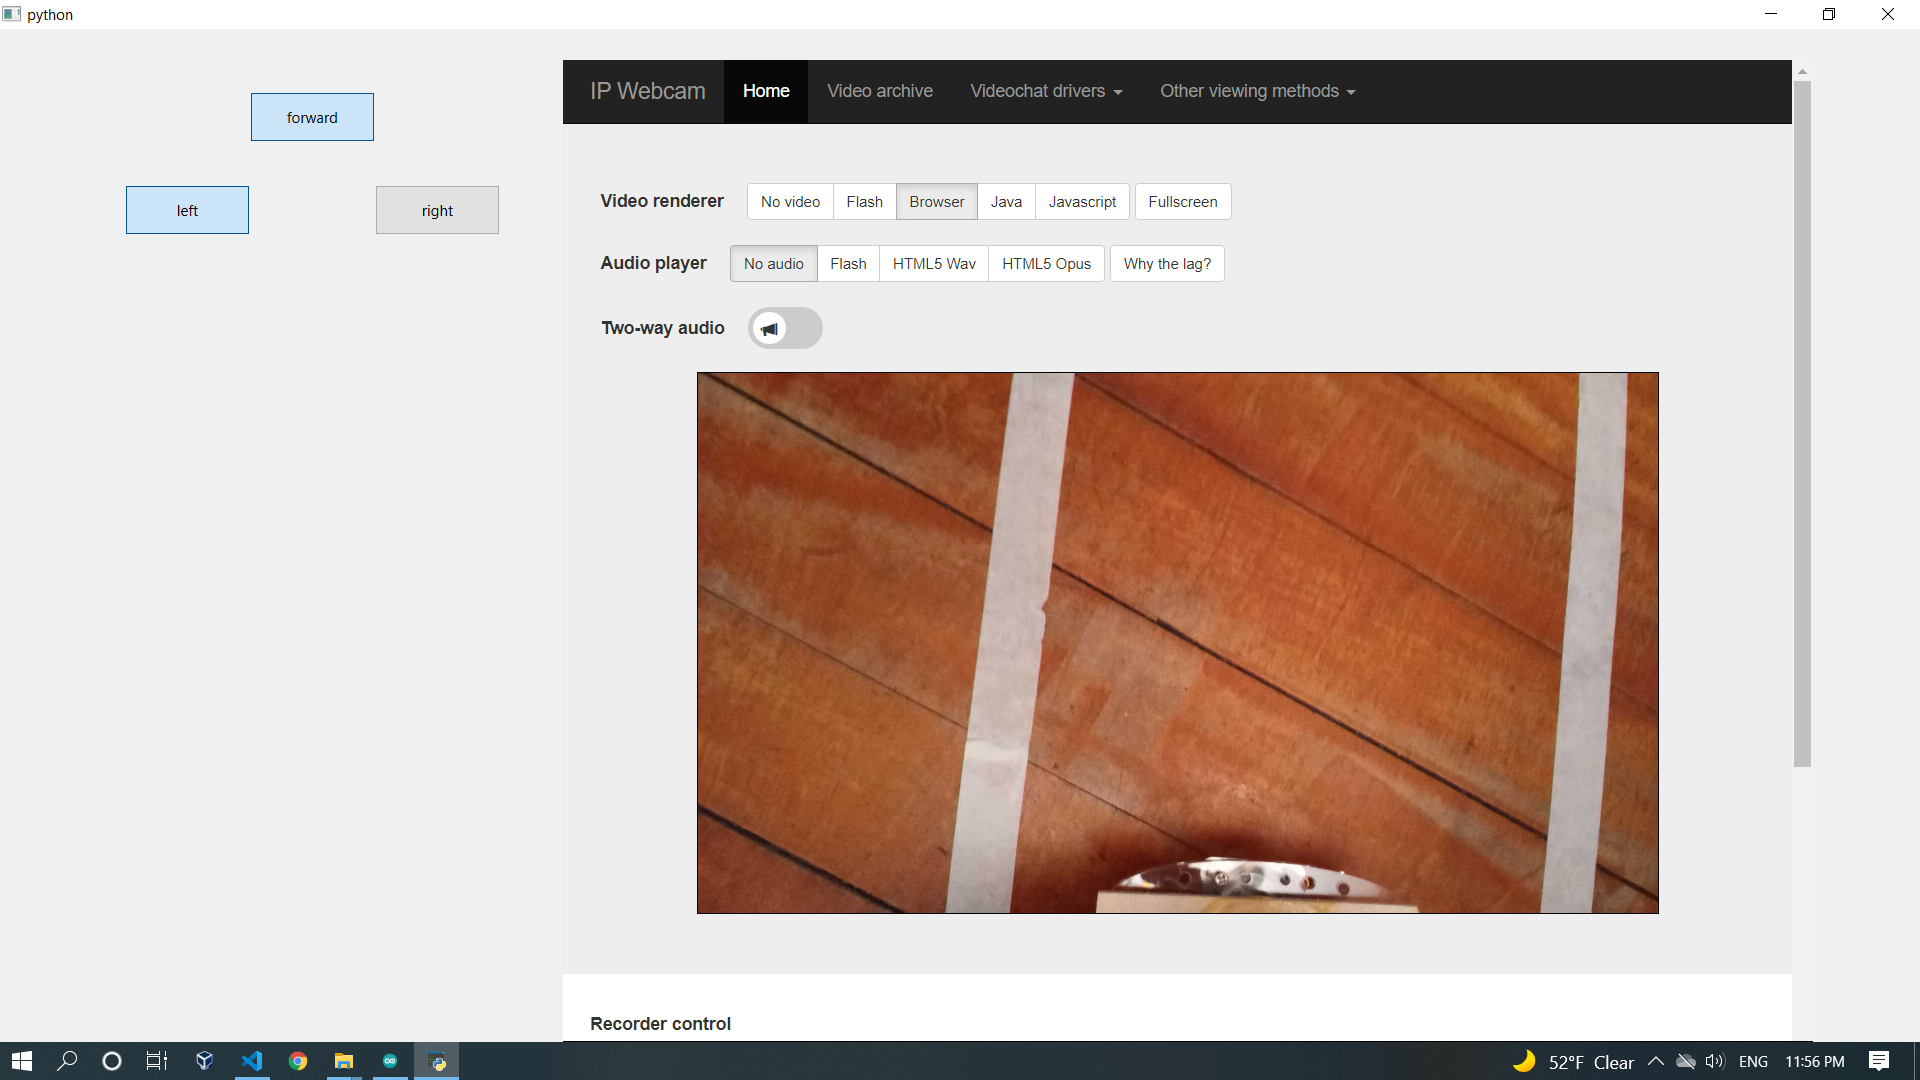 python
forward
left
right
IP Webcam Home Video archive Videochat drivers Other viewing methods
Video renderer No video Flash Browser Java Javascript Fullscreen
Audio player No audio Flash HTML5 Wav HTML5 Opus Why the lag?
Two-way audio
Recorder control
52°F Clear ENG 11:56 PM